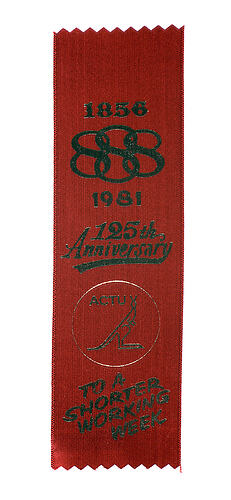 1856
888
1981
125th
Anniversary
ACTU
TO A
SHORTER
WORKING
WEEK